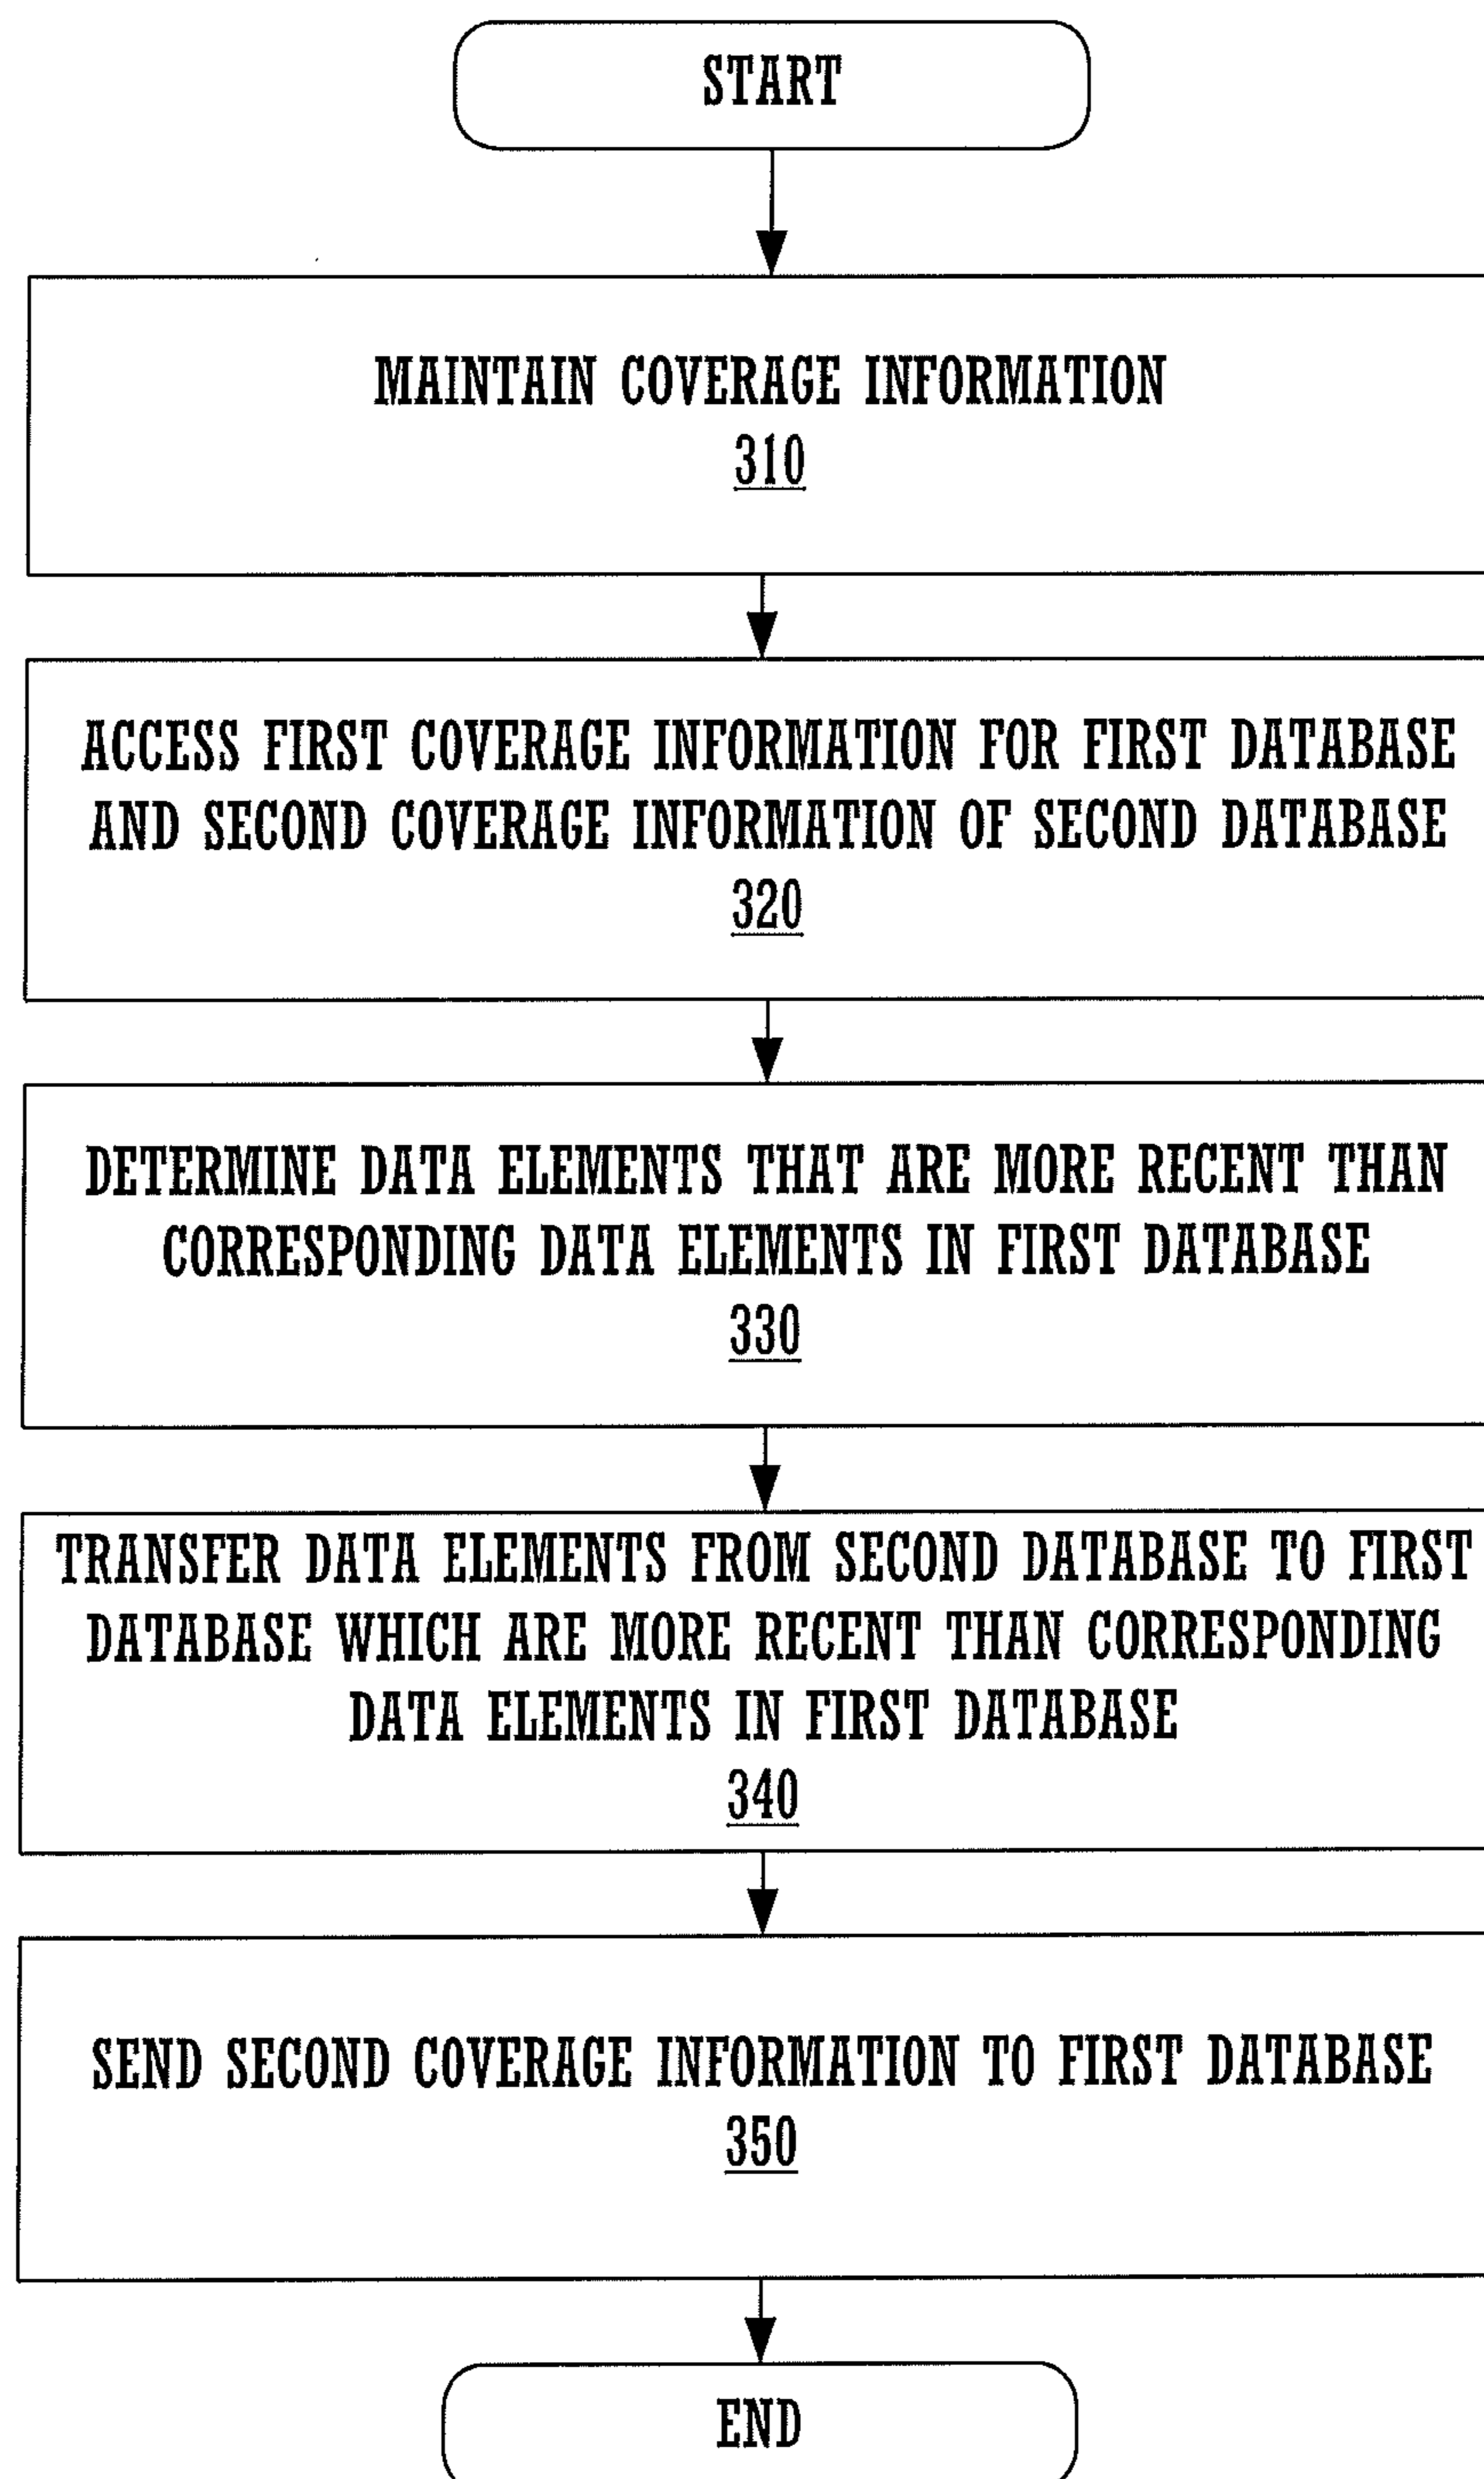 START
MAINTAIN COVERAGE INFORMATION
310
ACCESS FIRST COVERAGE INFORMATION FOR FIRST DATABASE
AND SECOND COVERAGE INFORMATION OF SECOND DATABASE
320
DETERMINE DATA ELEMENTS THAT ARE MORE RECENT THAN
CORRESPONDING DATA ELEMENTS IN FIRST DATABASE
330
TRANSFER DATA ELEMENTS FROM SECOND DATABASE TO FIRST
DATABASE WHICH ARE MORE RECENT THAN CORRESPONDING
DATA ELEMENTS IN FIRST DATABASE
340
SEND SECOND COVERAGE INFORMATION TO FIRST DATABASE
350
END